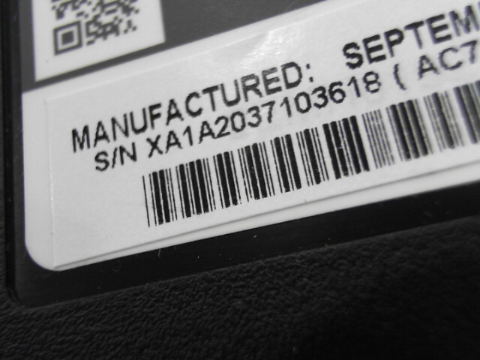 MANUFACTURED: SEPTEM
S/N XA1A2037103618 ( AC7